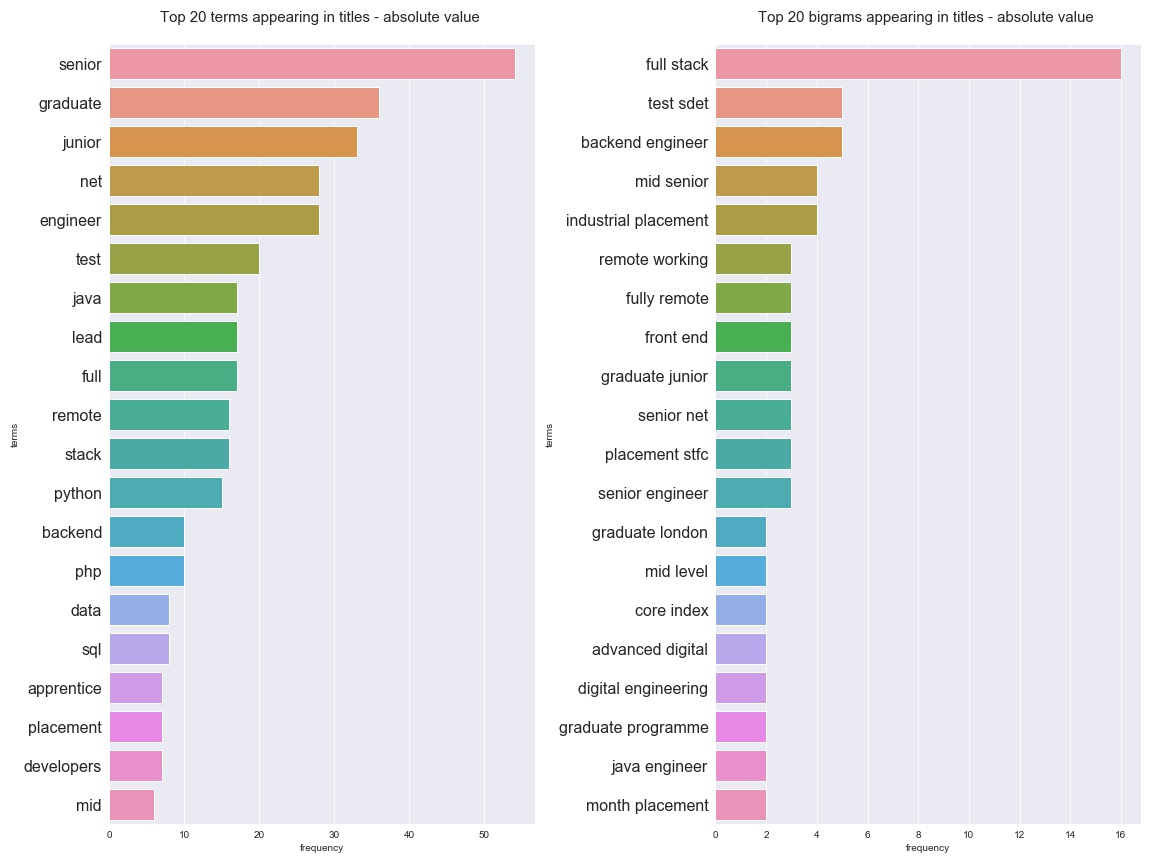 Top 20 terms appearing in titles - absolute value
senior
graduate
junior
net
engineer
test
java
lead
full
remote
stack
python
backend
php
data
sql
apprentice
placement
developers
mid
terms
0 10 20 30 40 50
frequency
Top 20 bigrams appearing in titles - absolute value
full stack
test sdet
backend engineer
mid senior
industrial placement
remote working
fully remote
front end
graduate junior
senior net
placement stfc
senior engineer
graduate london
mid level
core index
advanced digital
digital engineering
graduate programme
java engineer
month placement
terms
0 2 4 6 8 10 12 14 16
frequency